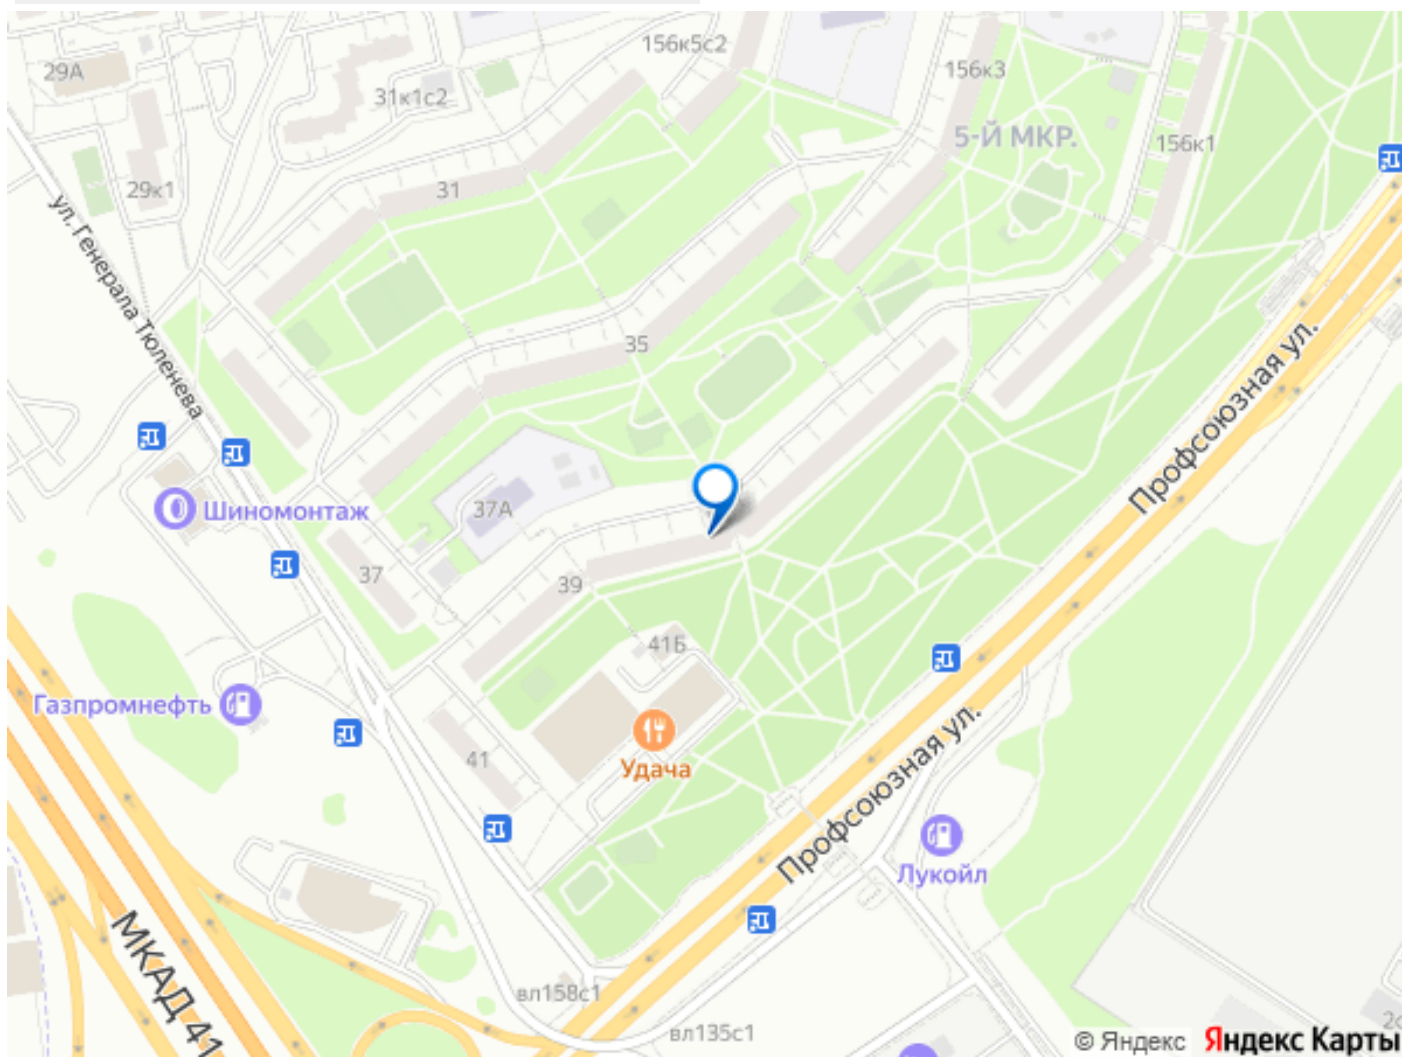 156к5с2
29А
156к3
31к1с2
5-Й МКР.
156к1
29к1
31
ул. Генерала Тюленева
35
Профсоюзная ул.
37А
Шиномонтаж
37
39
41Б
Газпромнефть
Профсоюзная ул.
41
Удача
Лукойл
МКАД 41
вл158с1
вл135с1
© Яндекс Яндекс Карты